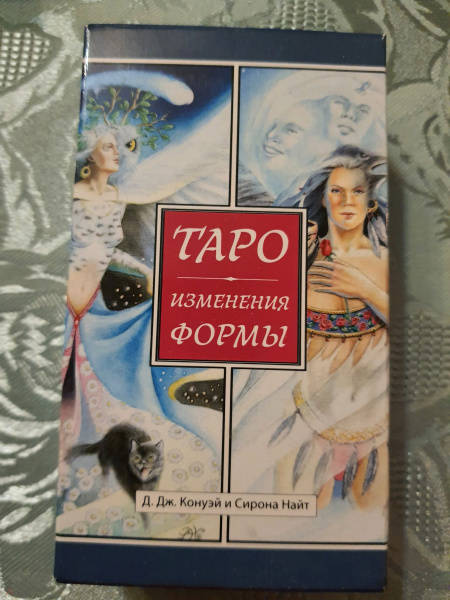 ТАРО
ИЗМЕНЕНИЯ
ФОРМЫ
Д. Дж. Конуэй и Сирона Найт